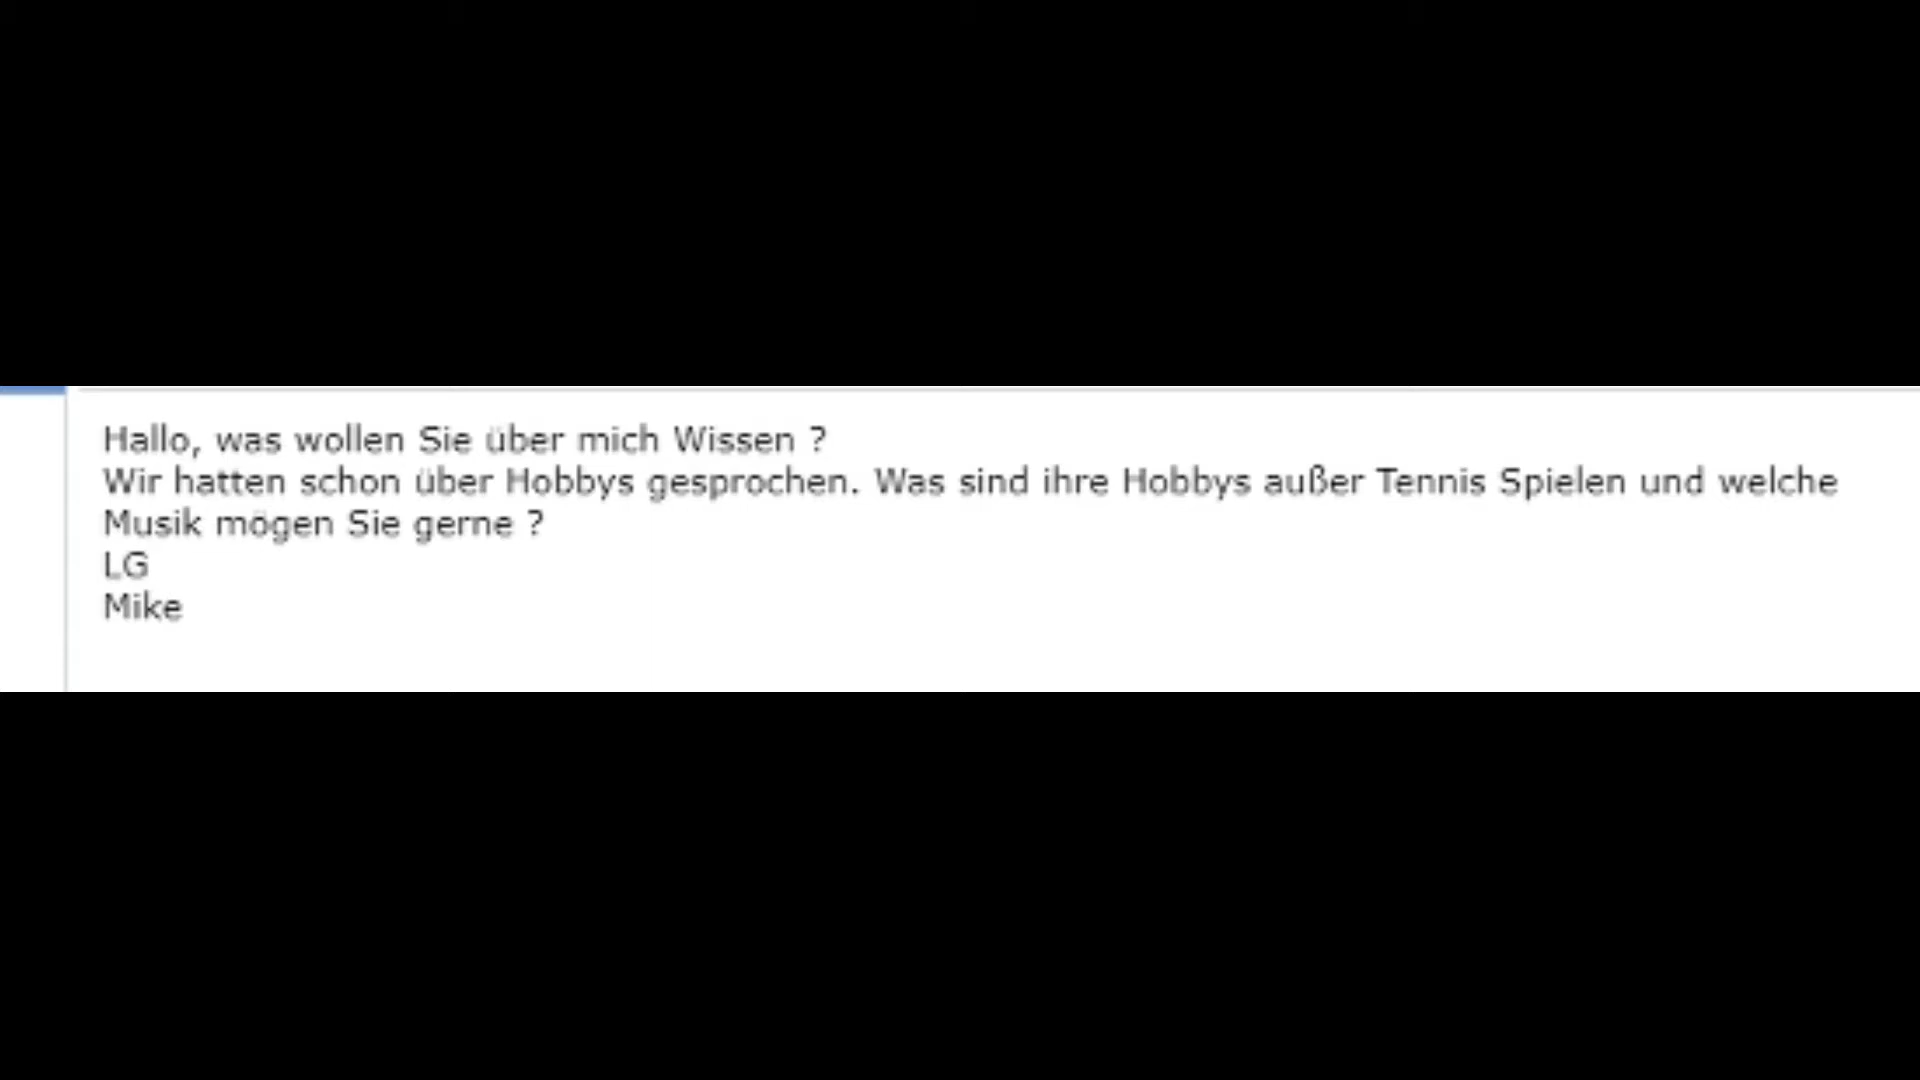 Hallo, was wollen Sie über mich Wissen ?
Wir hatten schon über Hobbys gesprochen. Was sind ihre Hobbys außer Tennis Spielen und welche
Musik mögen Sie gerne ?
LG
Mike